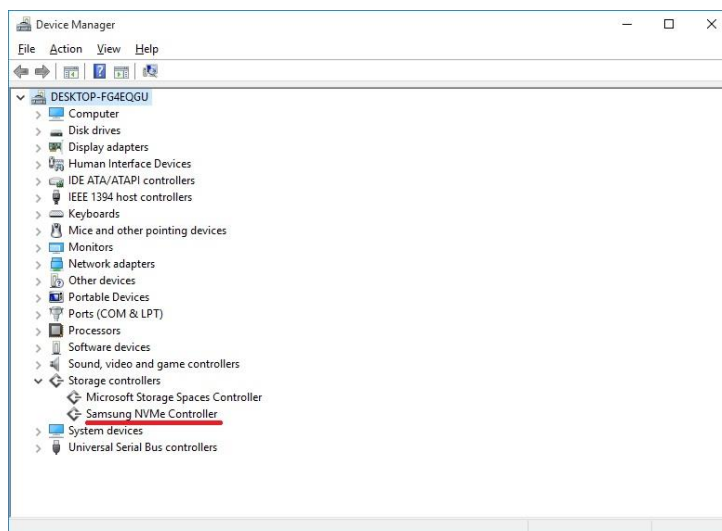 Device Manager
File Action View Help
DESKTOP-FG4EQGU
Computer
Disk drives
Display adapters
Human Interface Devices
IDE ATA/ATAPI controllers
IEEE 1394 host controllers
Keyboards
Mice and other pointing devices
Monitors
Network adapters
Other devices
Portable Devices
Ports (COM & LPT)
Processors
Software devices
Sound, video and game controllers
Storage controllers
Microsoft Storage Spaces Controller
Samsung NVMe Controller
System devices
Universal Serial Bus controllers